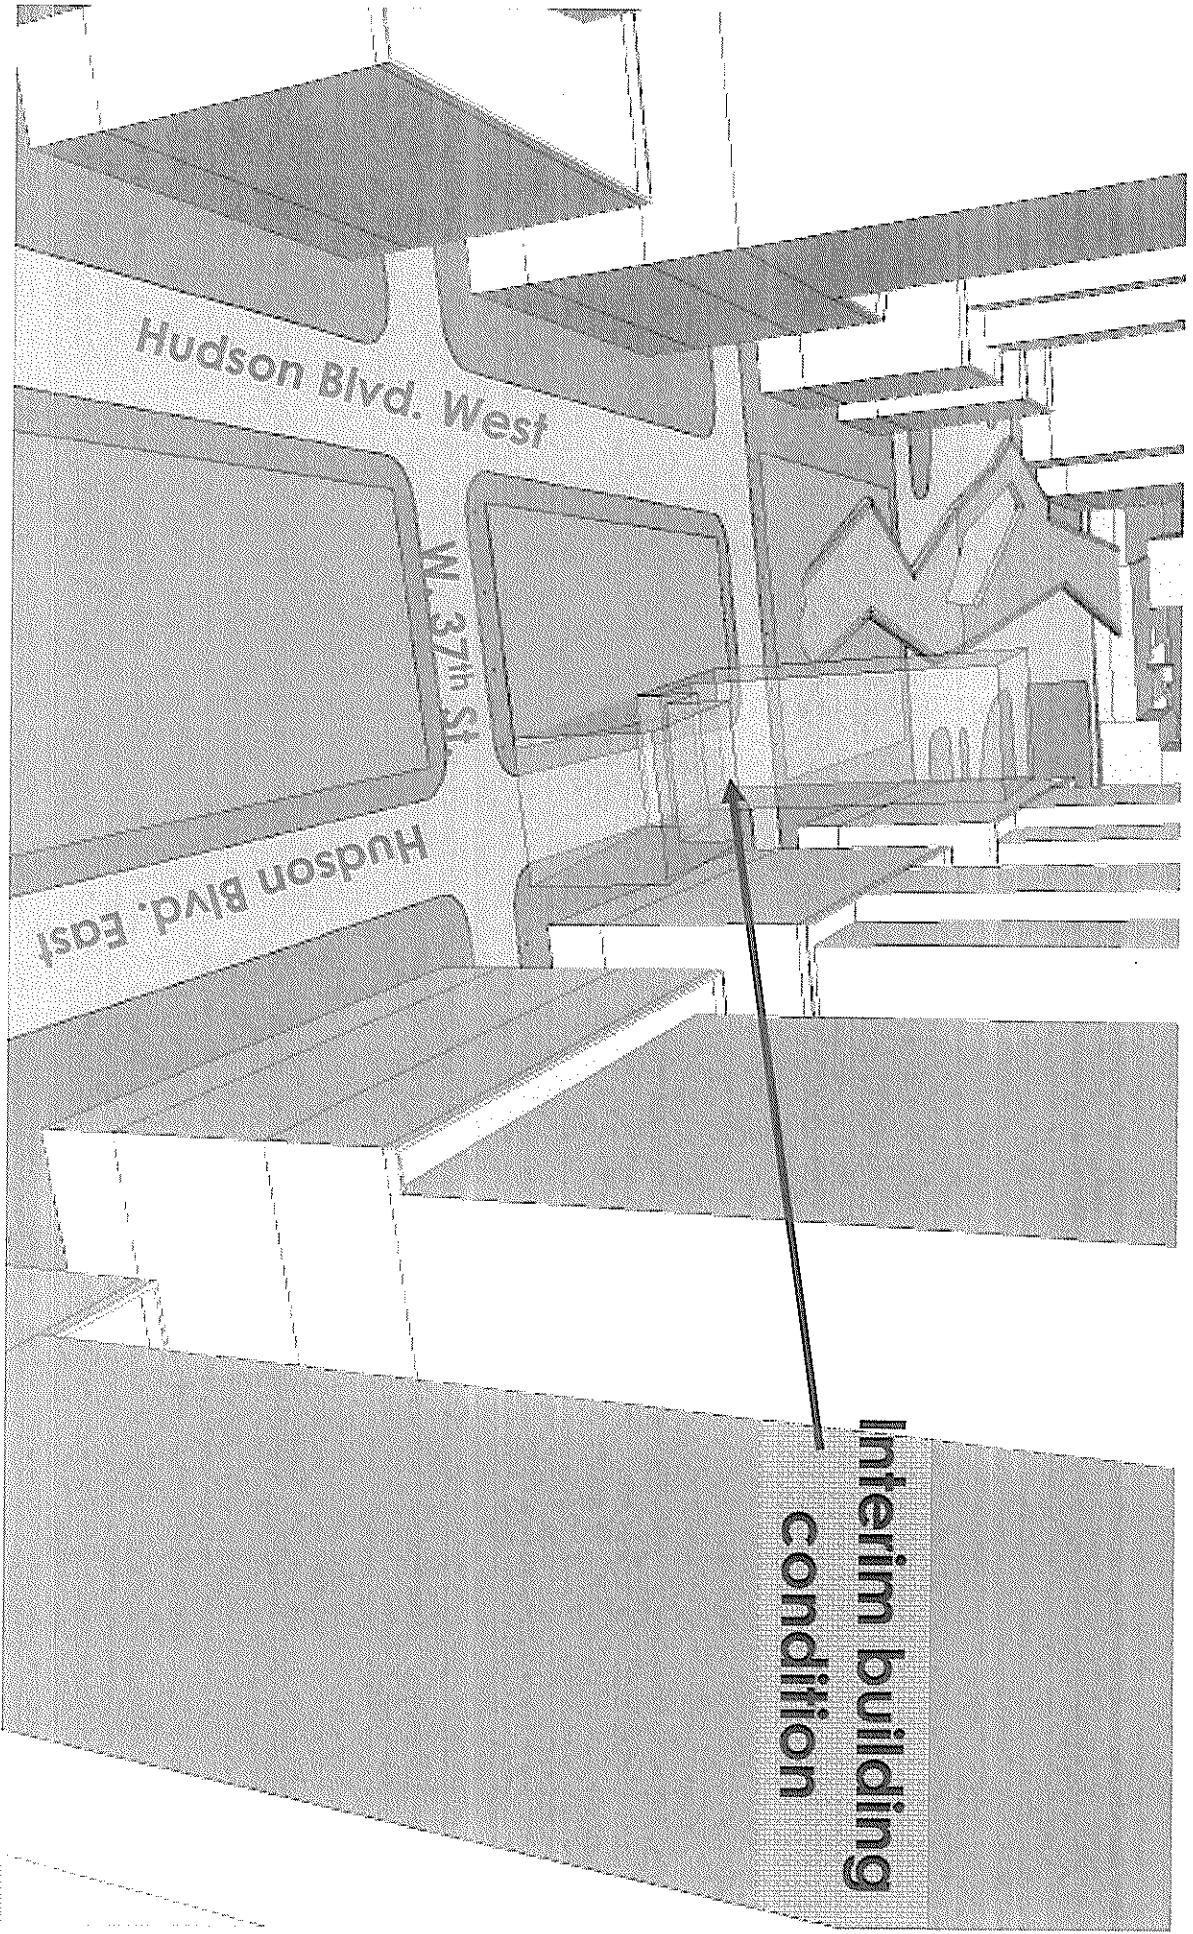 Interim building
condition
Hudson Blvd. West
W. 37th St.
Hudson Blvd. East